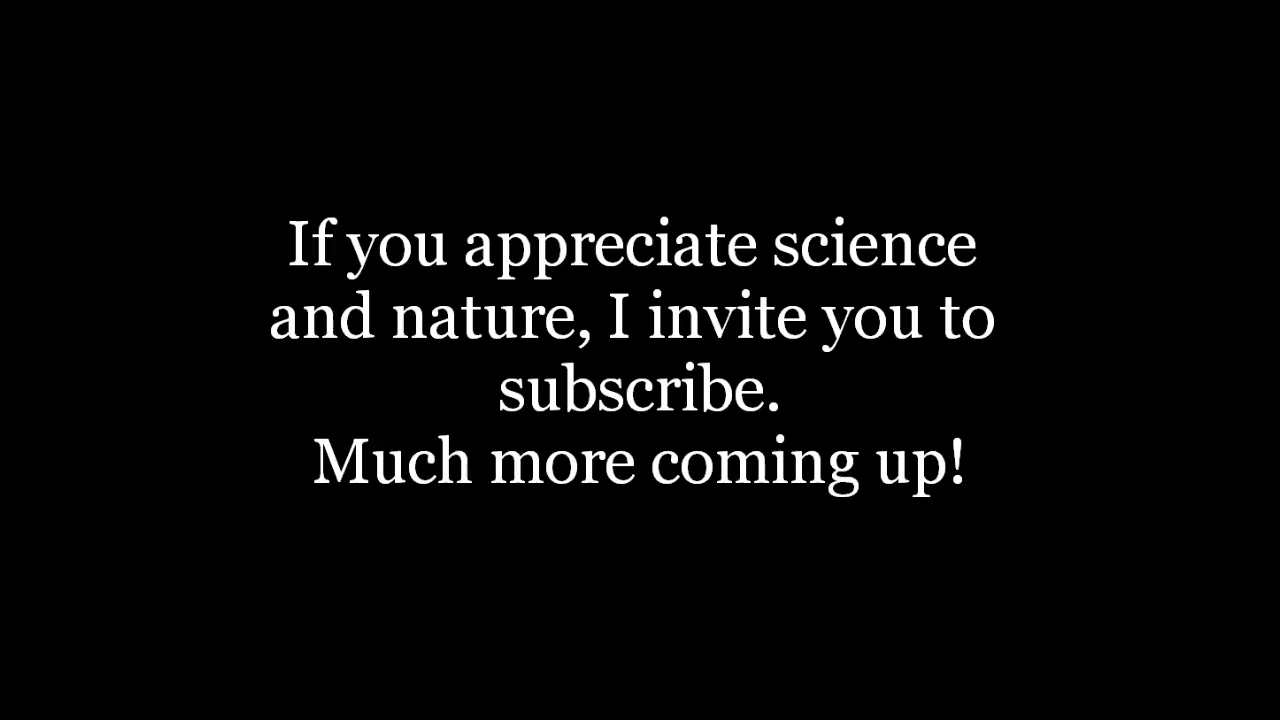 If you appreciate science
and nature, I invite you to
subscribe.
Much more coming up!